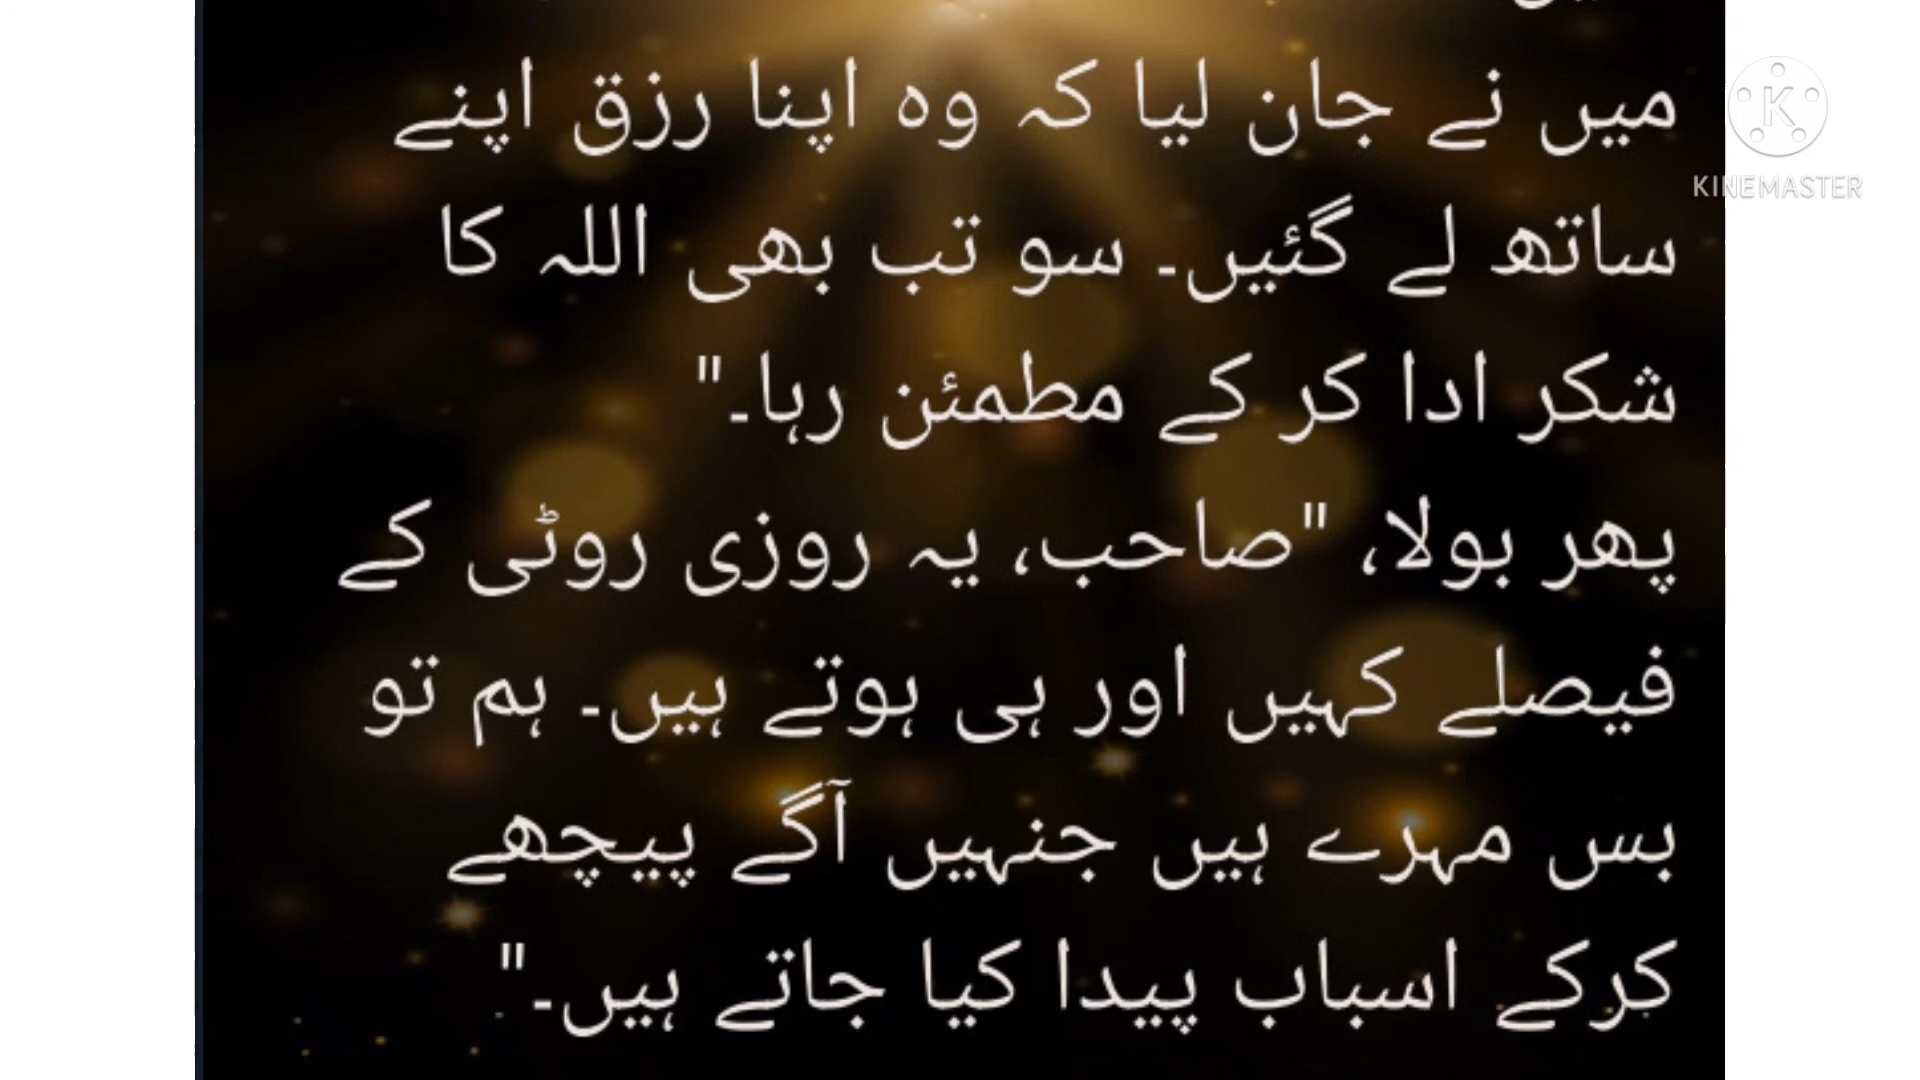 میں نے جان لیا کہ وہ اپنا رزق اپنے
ساتھ لے گئیں۔ سو تب بھی اللہ کا
شکر ادا کر کے مطمئن رہا۔"
پھر بولا، "صاحب، یہ روزی روٹی کے
فیصلے کہیں اور ہی ہوتے ہیں۔ ہم تو
بس مہرے ہیں جنہیں آگے پیچھے
کرکے اسباب پیدا کیا جاتے ہیں۔"
K
KINEMASTER